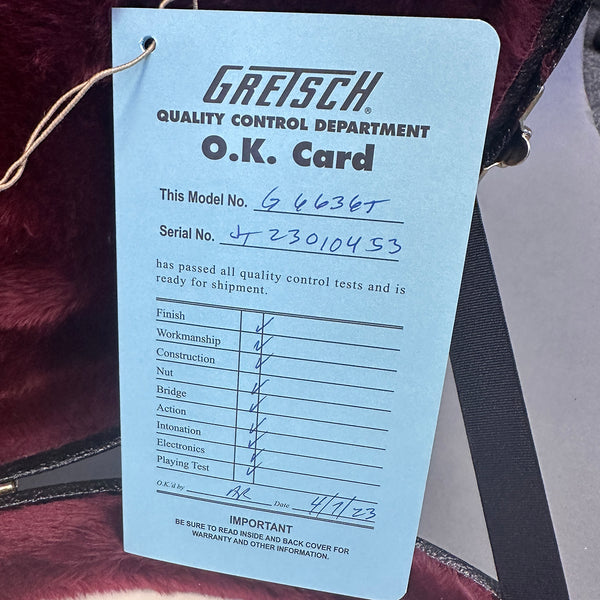 GRETSCH®
QUALITY CONTROL DEPARTMENT
O.K. Card
This Model No. G6636T
Serial No. JT23010453
has passed all quality control tests and is
ready for shipment.
Finish ✓
Workmanship ✓
Construction ✓
Nut
Bridge ✓
Action ✓
Intonation ✓
Electronics ✓
Playing Test ✓
O.K.'d by AR Date 4/7/23
IMPORTANT
BE SURE TO READ INSIDE AND BACK COVER FOR
WARRANTY AND OTHER INFORMATION.